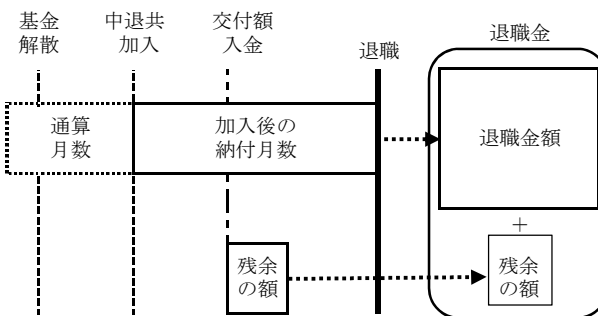 基金
解散
中退共
加入
交付額
入金
退職
退職金
通算
月数
加入後の
納付月数
退職金額
+
残余
の額
残余
の額